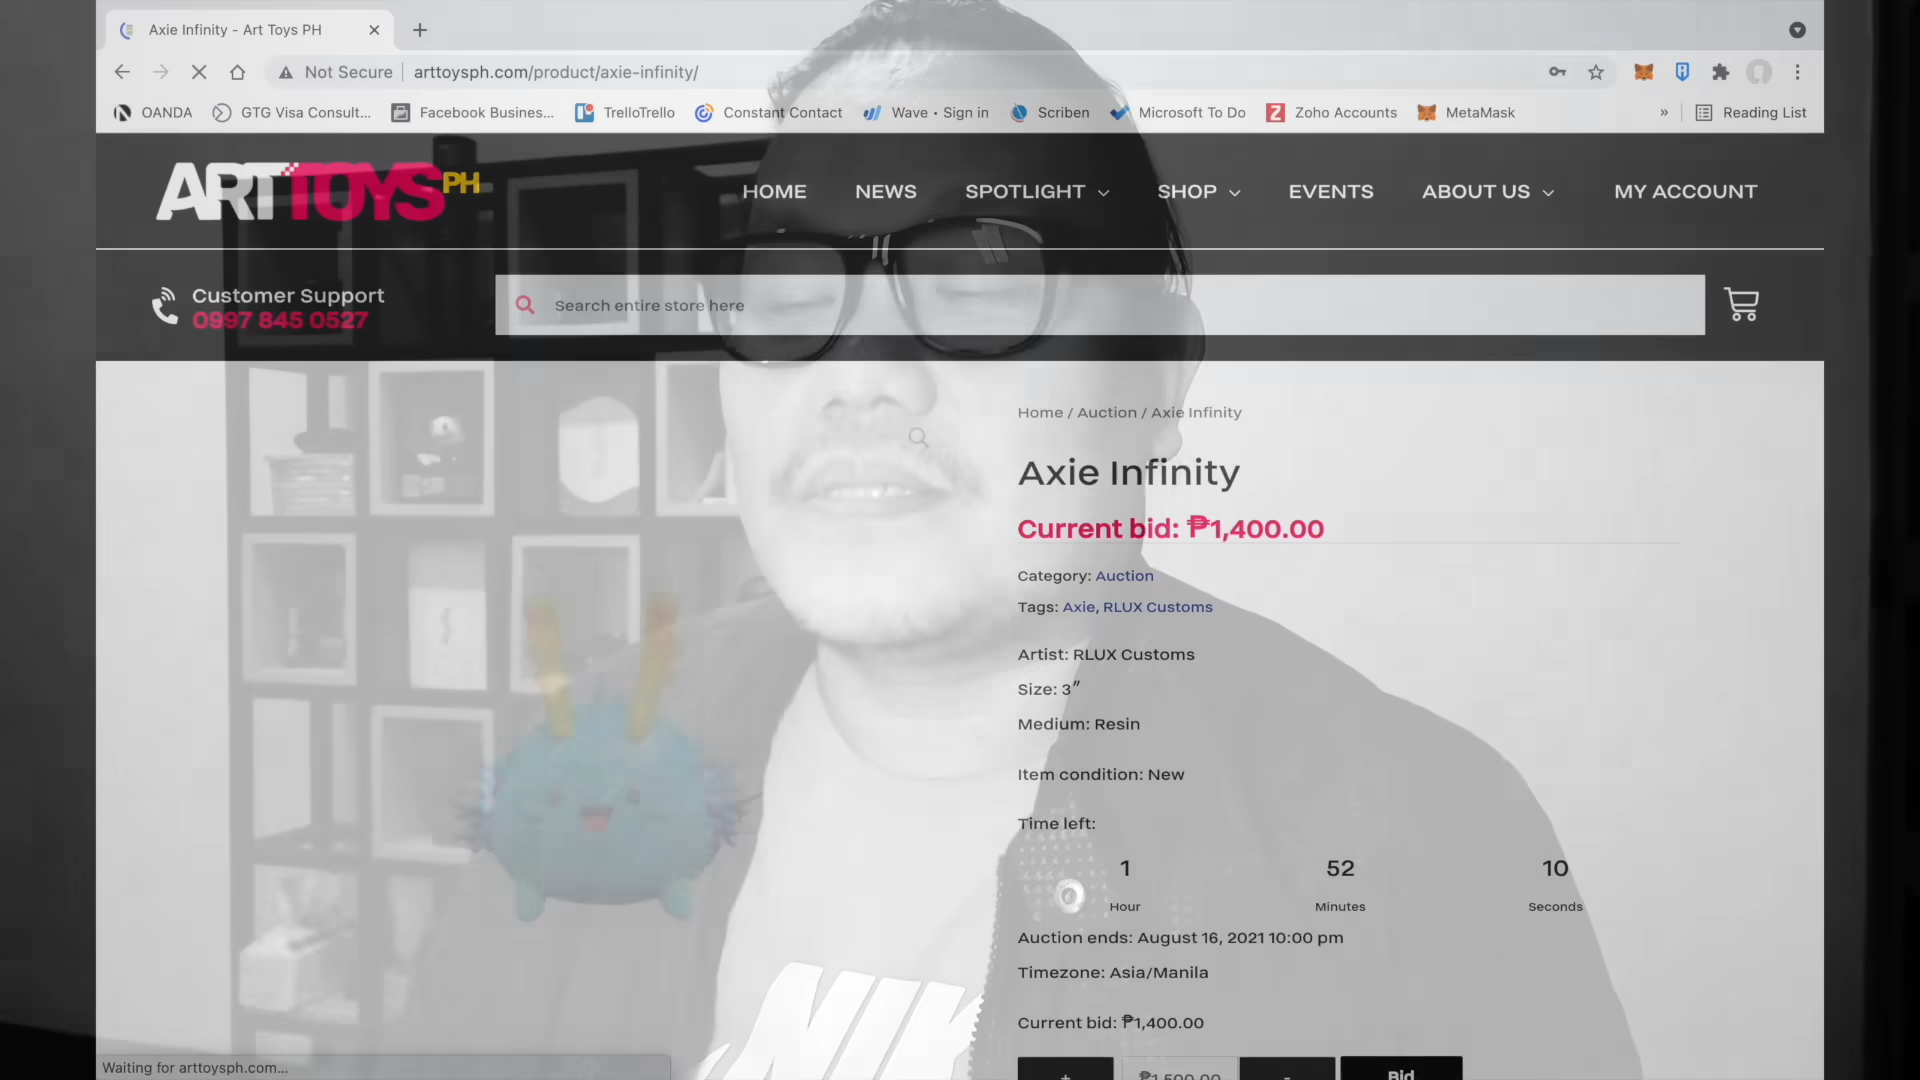 Axie Infinity - Art Toys PH
Not Secure
arttoysph.com/product/axie-infinity/
OANDA
GTG Visa Consult...
Facebook Busines...
TrelloTrello
Constant Contact
Wave • Sign in
Scriben
Microsoft To Do
Zoho Accounts
MetaMask
»
Reading List
ARTTOYSPH
HOME
NEWS
SPOTLIGHT
SHOP
EVENTS
ABOUT US
MY ACCOUNT
Customer Support
0997 845 0527
Search entire store here
Home / Auction / Axie Infinity
Axie Infinity
Current bid: ₱1,400.00
Category: Auction
Tags: Axie, RLUX Customs
Artist: RLUX Customs
Size: 3″
Medium: Resin
Item condition: New
Time left:
1
52
10
Hour
Minutes
Seconds
Auction ends: August 16, 2021 10:00 pm
Timezone: Asia/Manila
Current bid: ₱1,400.00
+
₱1,500.00
-
Bid
Waiting for arttoysph.com...